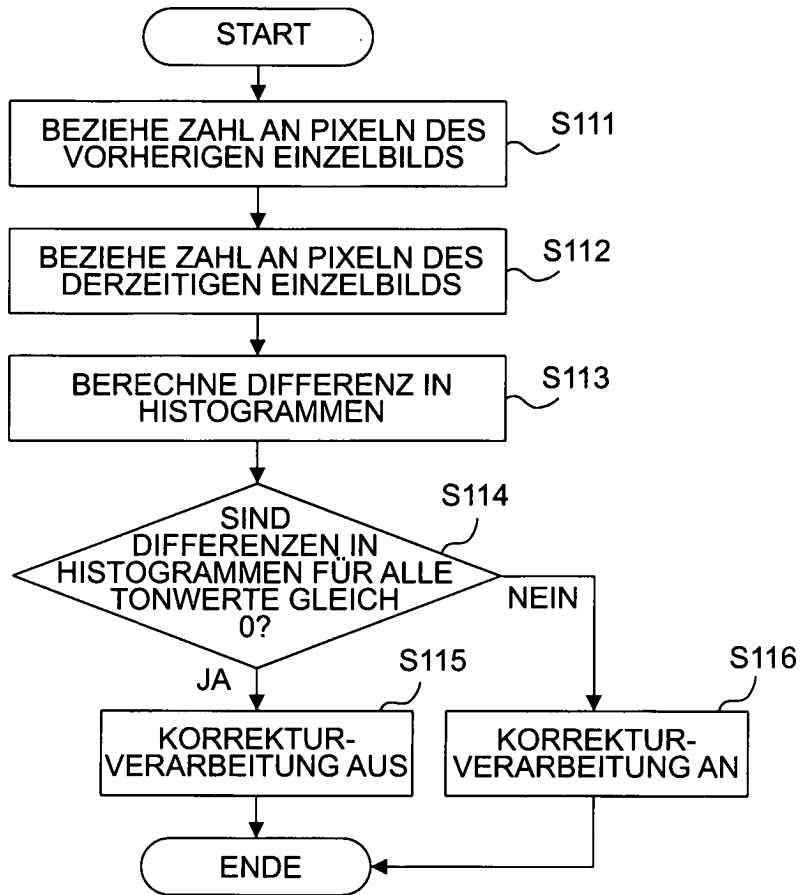 START
BEZIEHE ZAHL AN PIXELN DES
VORHERIGEN EINZELBILDS
S111
BEZIEHE ZAHL AN PIXELN DES
DERZEITIGEN EINZELBILDS
S112
BERECHNE DIFFERENZ IN
HISTOGRAMMEN
S113
SIND
DIFFERENZEN IN
HISTOGRAMMEN FÜR ALLE
TONWERTE GLEICH
0?
S114
NEIN
JA
S115
KORREKTUR-
VERARBEITUNG AUS
S116
KORREKTUR-
VERARBEITUNG AN
ENDE